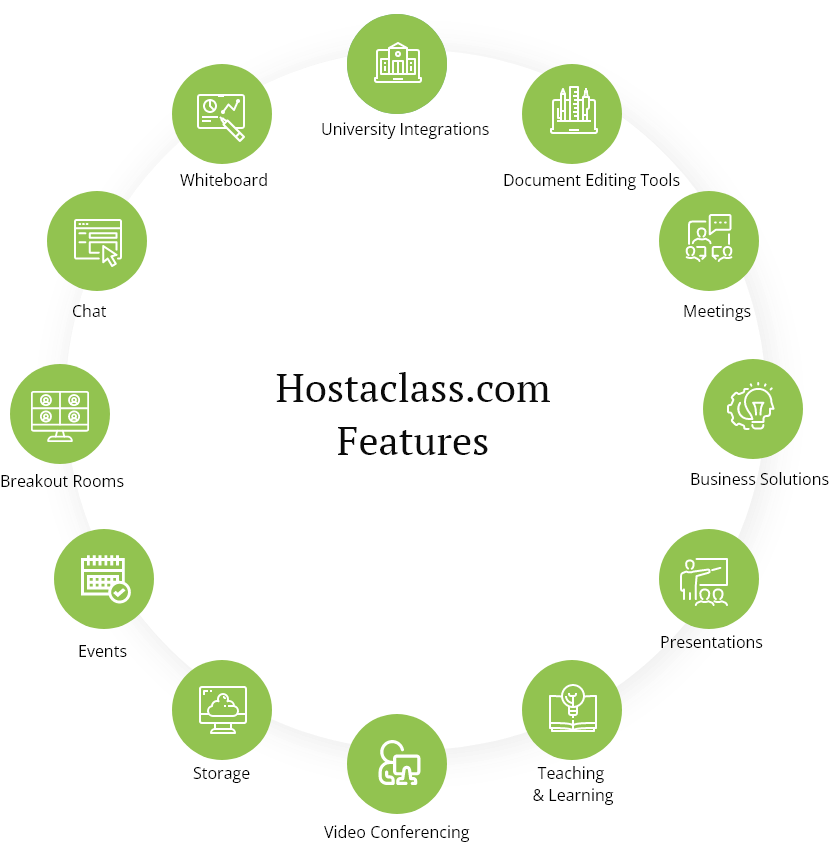 University Integrations
Whiteboard
Document Editing Tools
Chat
Meetings
Hostaclass.com
Features
Breakout Rooms
Business Solutions
Events
Presentations
Storage
Teaching
& Learning
Video Conferencing